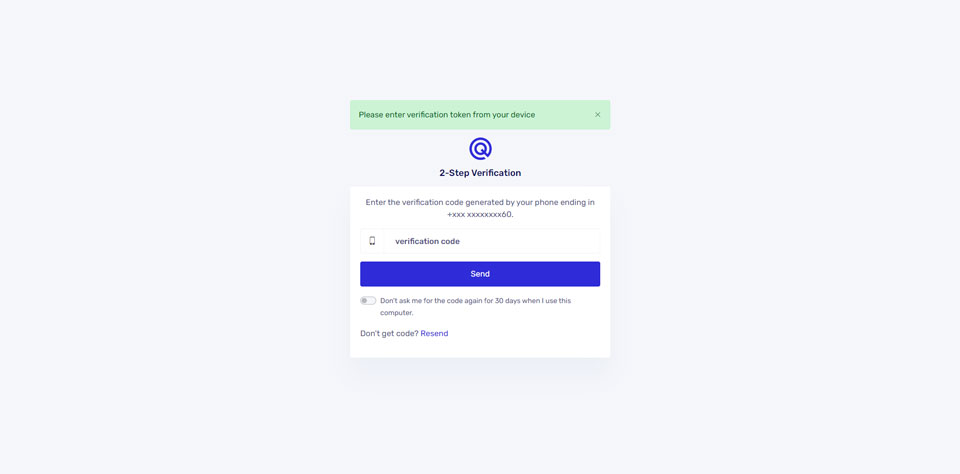 Please enter verification token from your device
×
2-Step Verification
Enter the verification code generated by your phone ending in
+xxx xxxxxxxx60.
verification code
Send
Don't ask me for the code again for 30 days when I use this
computer.
Don't get code? Resend